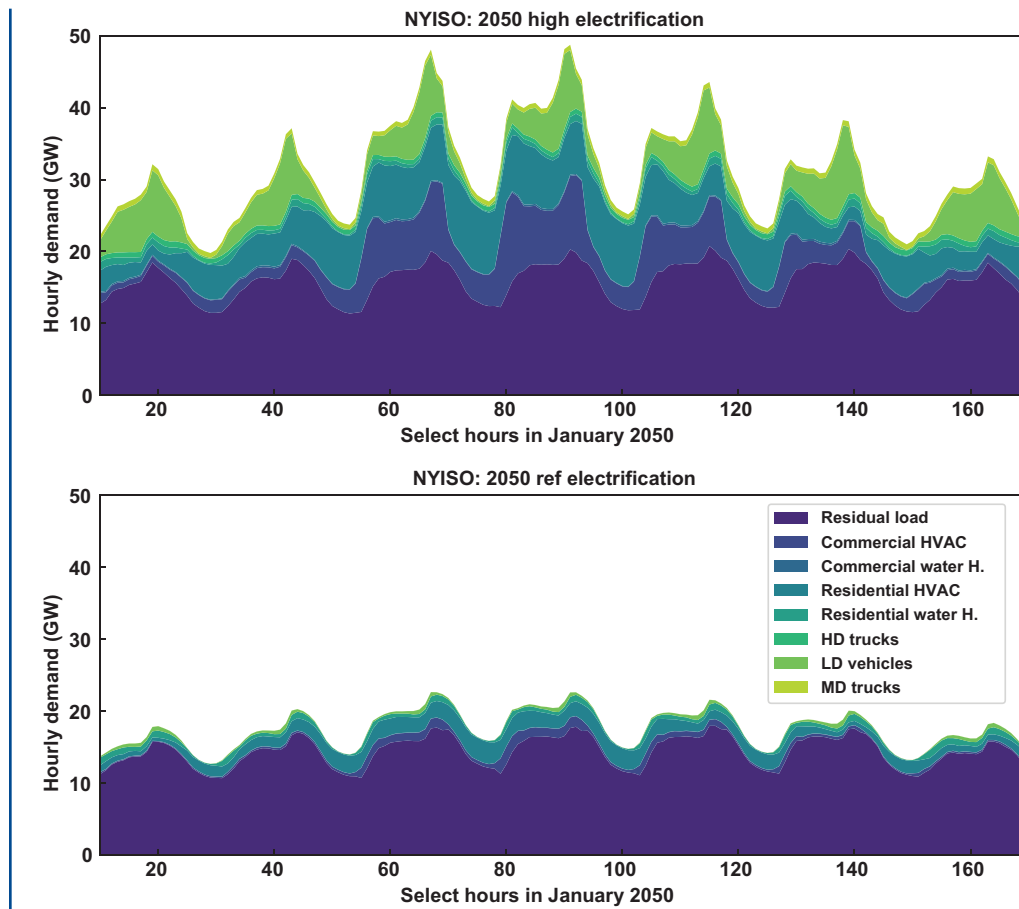 NYISO: 2050 high electrification
Hourly demand (GW)
50
40
30
20
10
0
20 40 60 80 100 120 140 160
Select hours in January 2050
NYISO: 2050 ref electrification
Hourly demand (GW)
50
40
30
20
10
0
Residual load
Commercial HVAC
Commercial water H.
Residential HVAC
Residential water H.
HD trucks
LD vehicles
MD trucks
20 40 60 80 100 120 140 160
Select hours in January 2050